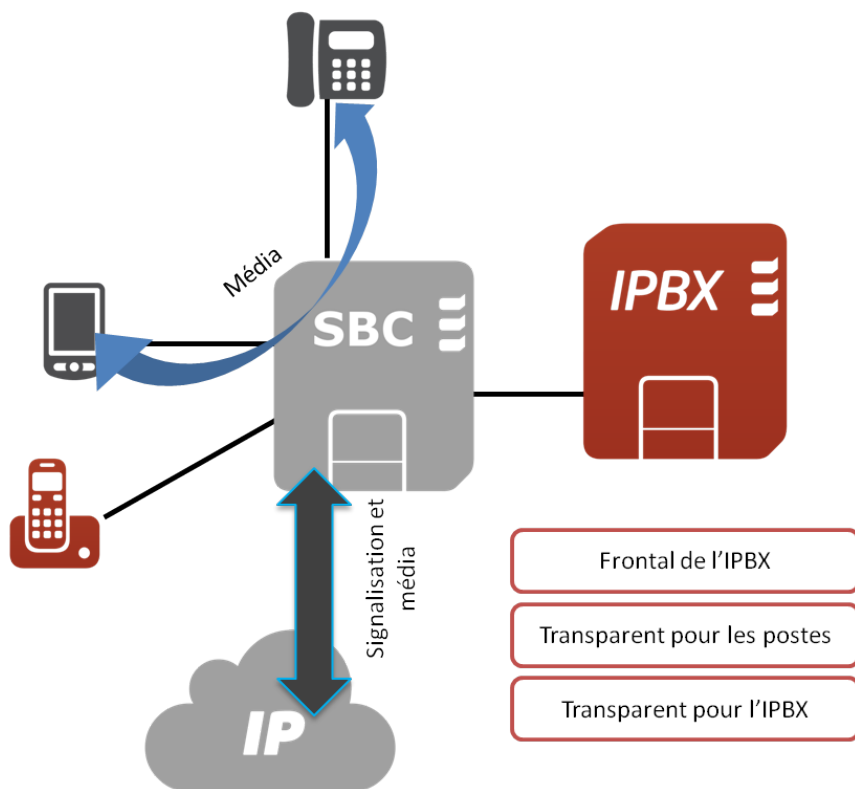 Média
SBC
IPBX
Signalisation et
média
IP
Frontal de l'IPBX
Transparent pour les postes
Transparent pour l'IPBX